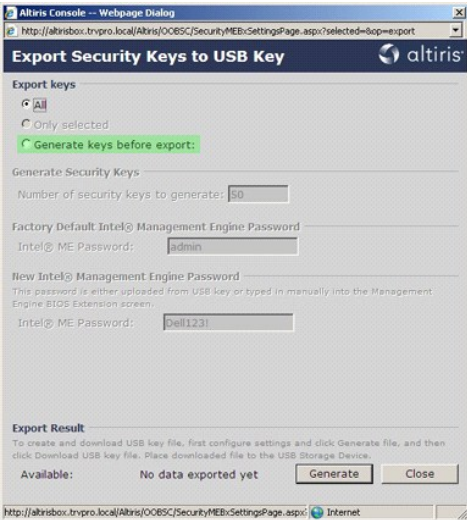 Altiris Console -- Webpage Dialog
http://altirisbox.trvpro.local/Altiris/OOBSC/SecurityMEBxSettingsPage.aspx?selected=&op=export
Export Security Keys to USB Key
altiris
Export keys
All
Only selected
Generate keys before export:
Generate Security Keys
Number of security keys to generate: 50
Factory Default Intel® Management Engine Password
Intel® ME Password: admin
New Intel® Management Engine Password
This password is either uploaded from USB key or typed in manually into the Management
Engine BIOS Extension screen.
Intel® ME Password: Dell123!
Export Result
To create and download USB key file, first configure settings and click Generate file, and then
click Download USB key file. Place downloaded file to the USB Storage Device.
Available: No data exported yet Generate Close
http://altirisbox.trvpro.local/Altiris/OOBSC/SecurityMEBxSettingsPage.aspx? Internet